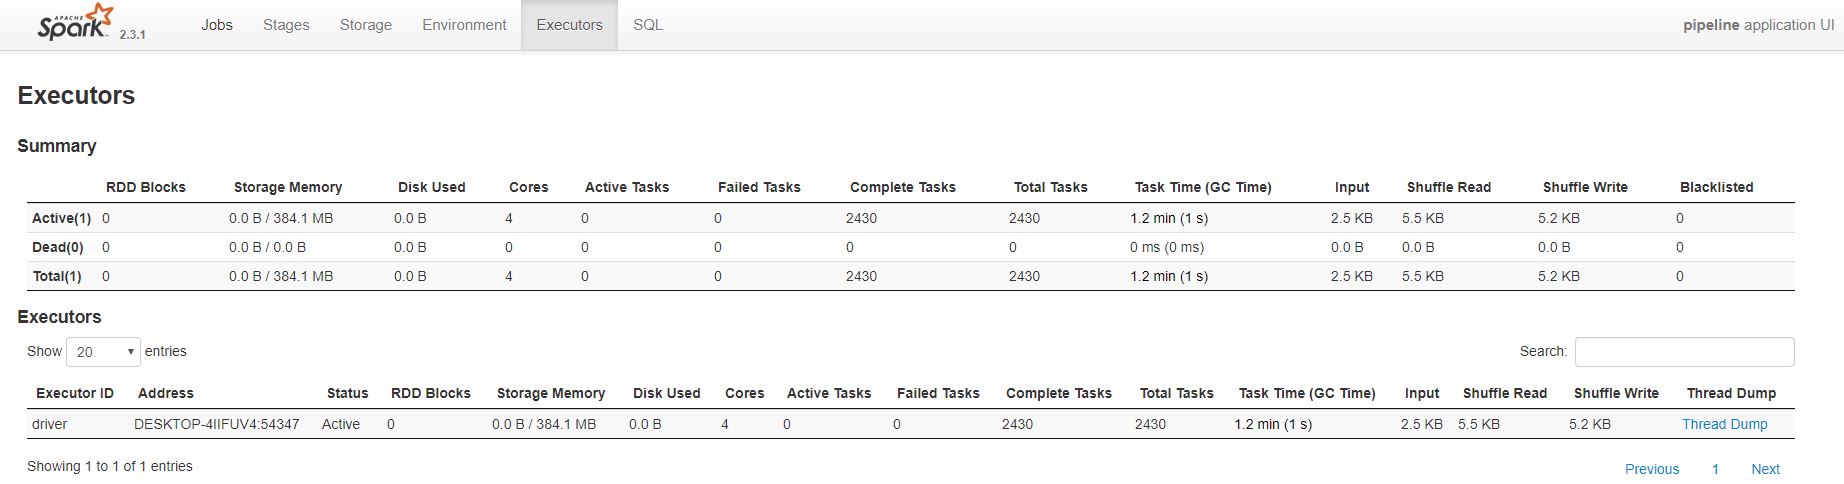 APACHE Spark 2.3.1 Jobs Stages Storage Environment Executors SQL pipeline application UI
Executors
Summary
RDD Blocks Storage Memory Disk Used Cores Active Tasks Failed Tasks Complete Tasks Total Tasks Task Time (GC Time) Input Shuffle Read Shuffle Write Blacklisted
Active(1) 0 0.0 B / 384.1 MB 0.0 B 4 0 0 2430 2430 1.2 min (1 s) 2.5 KB 5.5 KB 5.2 KB 0
Dead(0) 0 0.0 B / 0.0 B 0.0 B 0 0 0 0 0 0 ms (0 ms) 0.0 B 0.0 B 0.0 B 0
Total(1) 0 0.0 B / 384.1 MB 0.0 B 4 0 0 2430 2430 1.2 min (1 s) 2.5 KB 5.5 KB 5.2 KB 0
Executors
Show 20 entries Search:
Executor ID Address Status RDD Blocks Storage Memory Disk Used Cores Active Tasks Failed Tasks Complete Tasks Total Tasks Task Time (GC Time) Input Shuffle Read Shuffle Write Thread Dump
driver DESKTOP-4IIFUV4:54347 Active 0 0.0 B / 384.1 MB 0.0 B 4 0 0 2430 2430 1.2 min (1 s) 2.5 KB 5.5 KB 5.2 KB Thread Dump
Showing 1 to 1 of 1 entries Previous 1 Next